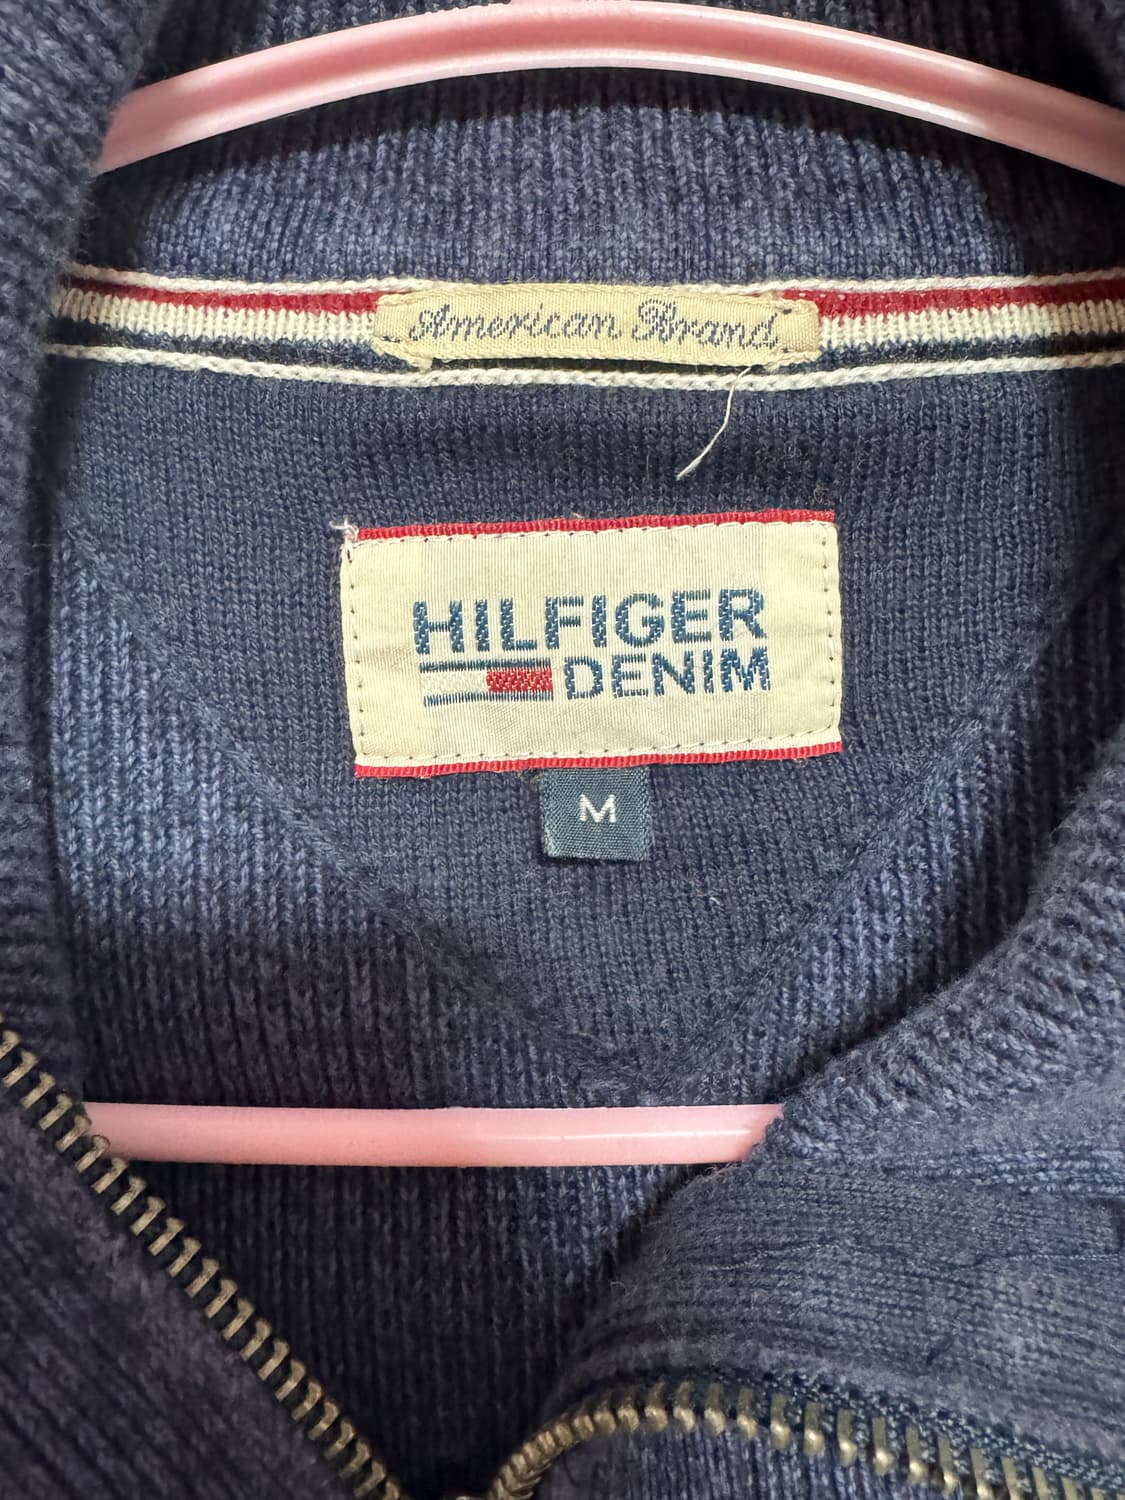 American Brand
HILFIGER
DENIM
M